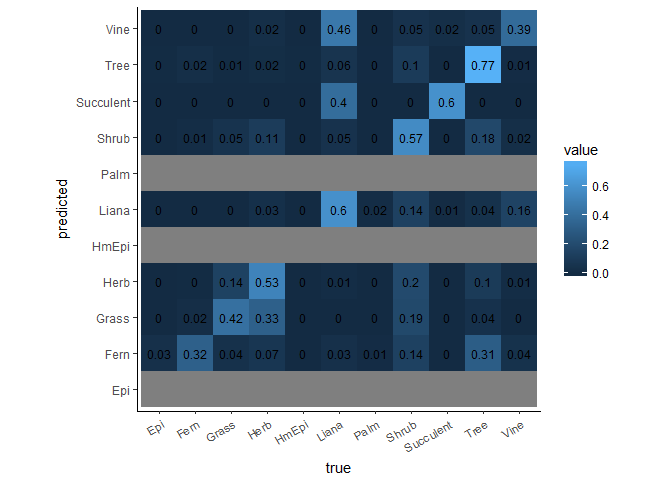 Vine 0 0 0 0.02 0 0.46 0 0.05 0.02 0.05 0.39
Tree 0 0.02 0.01 0.02 0 0.06 0 0.1 0 0.77 0.01
Succulent 0 0 0 0 0 0.4 0 0 0.6 0 0
Shrub 0 0.01 0.05 0.11 0 0.05 0 0.57 0 0.18 0.02
Palm
Liana 0 0 0 0.03 0 0.6 0.02 0.14 0.01 0.04 0.16
HmEpi
Herb 0 0 0.14 0.53 0 0.01 0 0.2 0 0.1 0.01
Grass 0 0.02 0.42 0.33 0 0 0 0.19 0 0.04 0
Fern 0.03 0.32 0.04 0.07 0 0.03 0.01 0.14 0 0.31 0.04
Epi
Epi Fern Grass Herb HmEpi Liana Palm Shrub Succulent Tree Vine
true
predicted
value
0.6
0.4
0.2
0.0